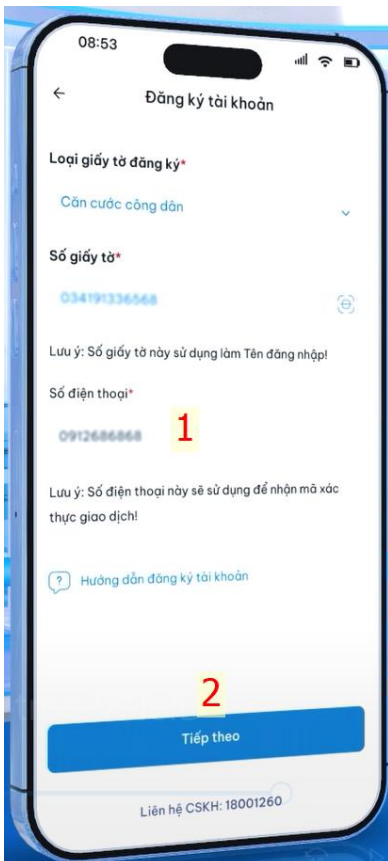 08:53
Đăng ký tài khoản
Loại giấy tờ đăng ký*
Căn cước công dân
Số giấy tờ*
Lưu ý: Số giấy tờ này sử dụng làm Tên đăng nhập!
Số điện thoại*
1
Lưu ý: Số điện thoại này sẽ sử dụng để nhận mã xác
thực giao dịch!
? Hướng dẫn đăng ký tài khoản
2
Tiếp theo
Liên hệ CSKH: 18001260